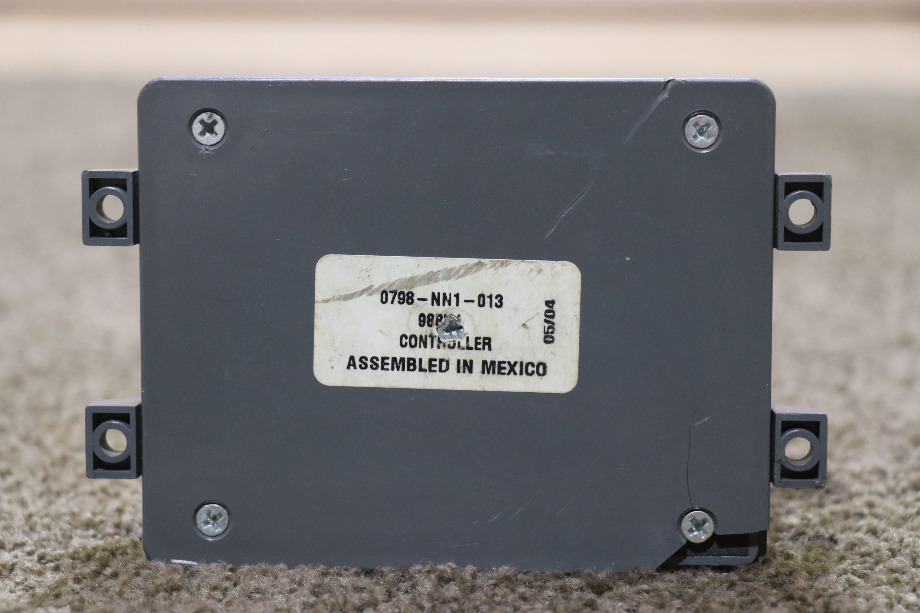 0798-NN1-013
CONTROLLER
ASSEMBLED IN MEXICO
05/04